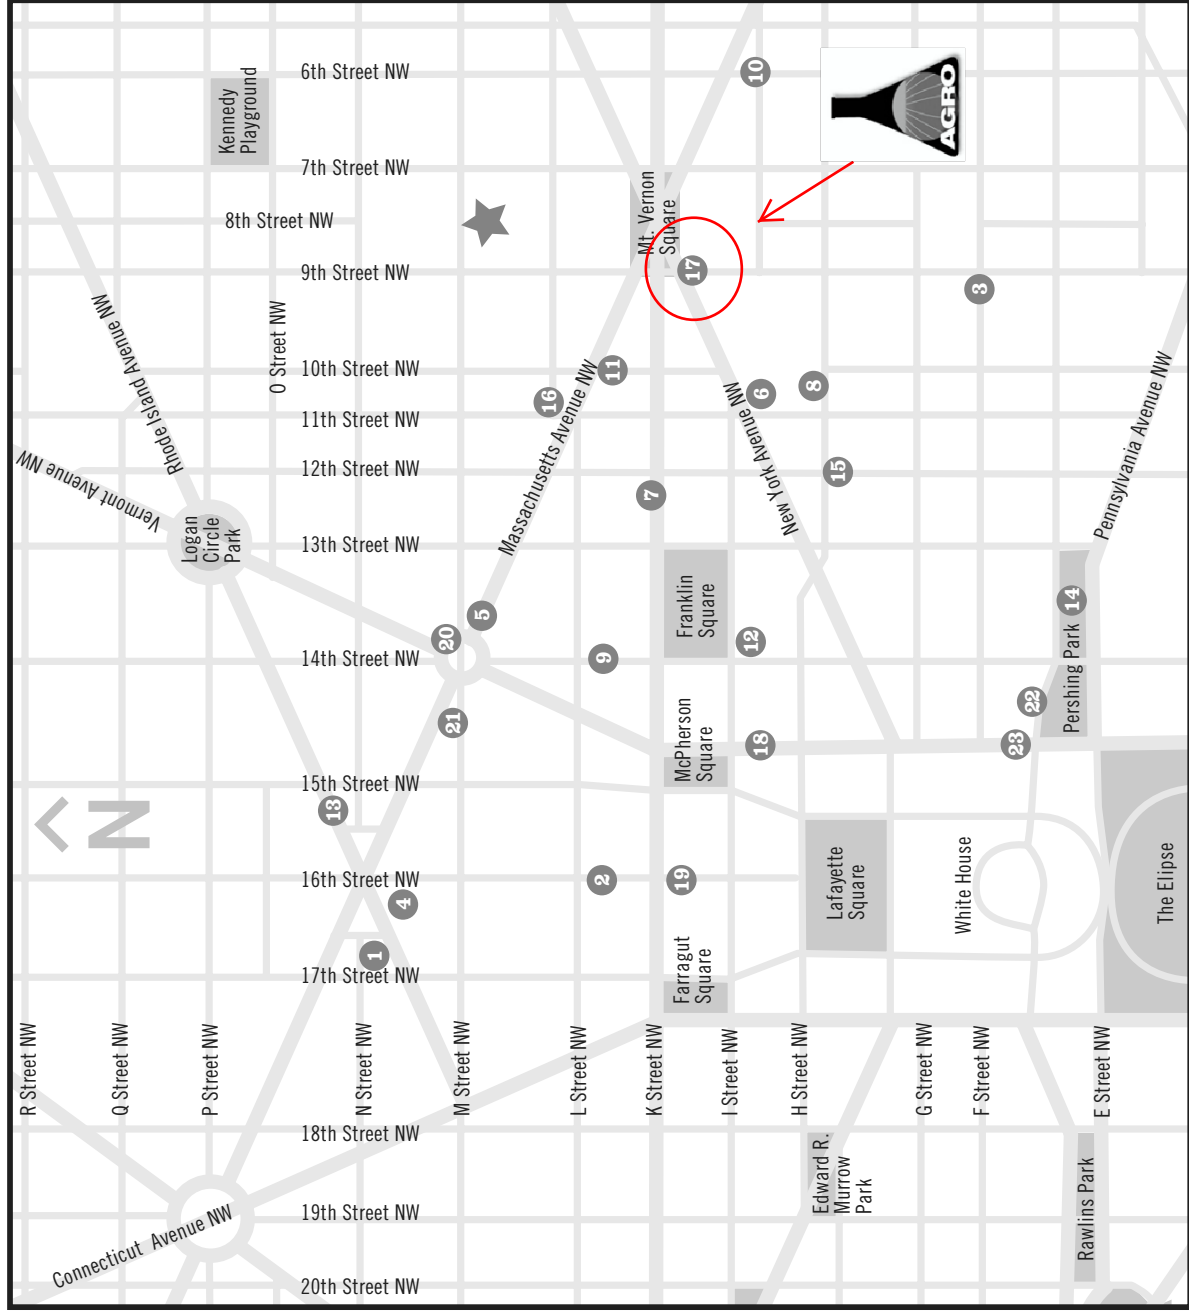 6th Street NW
Kennedy
Playground
7th Street NW
8th Street NW
9th Street NW
O Street NW
10th Street NW
11th Street NW
12th Street NW
13th Street NW
14th Street NW
15th Street NW
16th Street NW
17th Street NW
18th Street NW
19th Street NW
20th Street NW
Rhode Island Avenue NW
Vermont Avenue NW
Massachusetts Avenue NW
New York Avenue NW
Pennsylvania Avenue NW
Connecticut Avenue NW
Logan
Circle
Park
Mt. Vernon
Square
AGRO
Franklin
Square
McPherson
Square
Farragut
Square
Lafayette
Square
White House
The Elipse
Pershing Park
Edward R.
Murrow
Park
Rawlins Park
R Street NW
Q Street NW
P Street NW
N Street NW
M Street NW
L Street NW
K Street NW
I Street NW
H Street NW
G Street NW
F Street NW
E Street NW
N
10
17
3
11
16
6
8
15
7
5
20
9
12
14
21
22
23
18
13
2
19
4
1